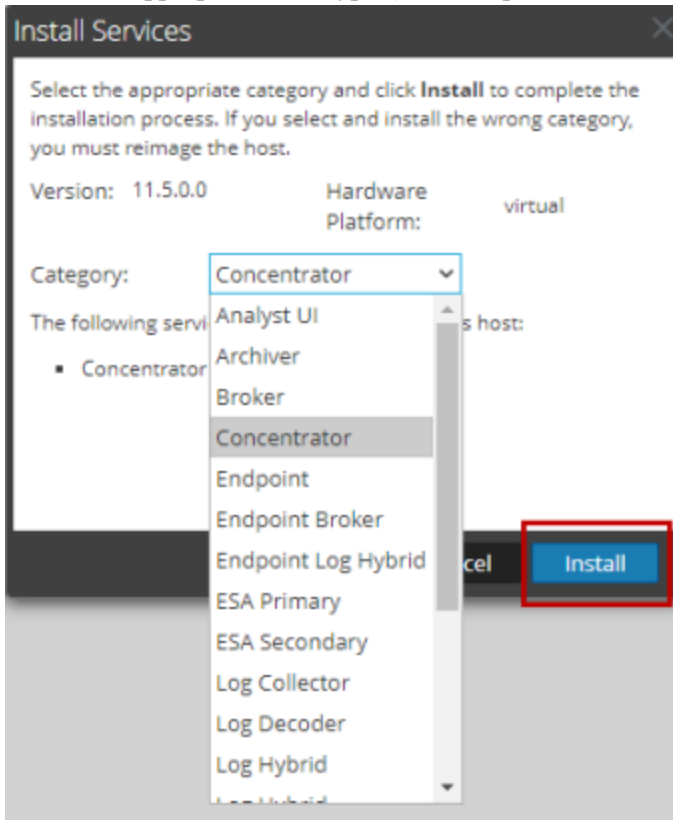 Install Services
Select the appropriate category and click Install to complete the
installation process. If you select and install the wrong category,
you must reimage the host.
Version: 11.5.0.0 Hardware Platform: virtual
Category: Concentrator
The following servi s host:
▪ Concentrator
Analyst UI
Archiver
Broker
Concentrator
Endpoint
Endpoint Broker
Endpoint Log Hybrid
ESA Primary
ESA Secondary
Log Collector
Log Decoder
Log Hybrid
cel Install